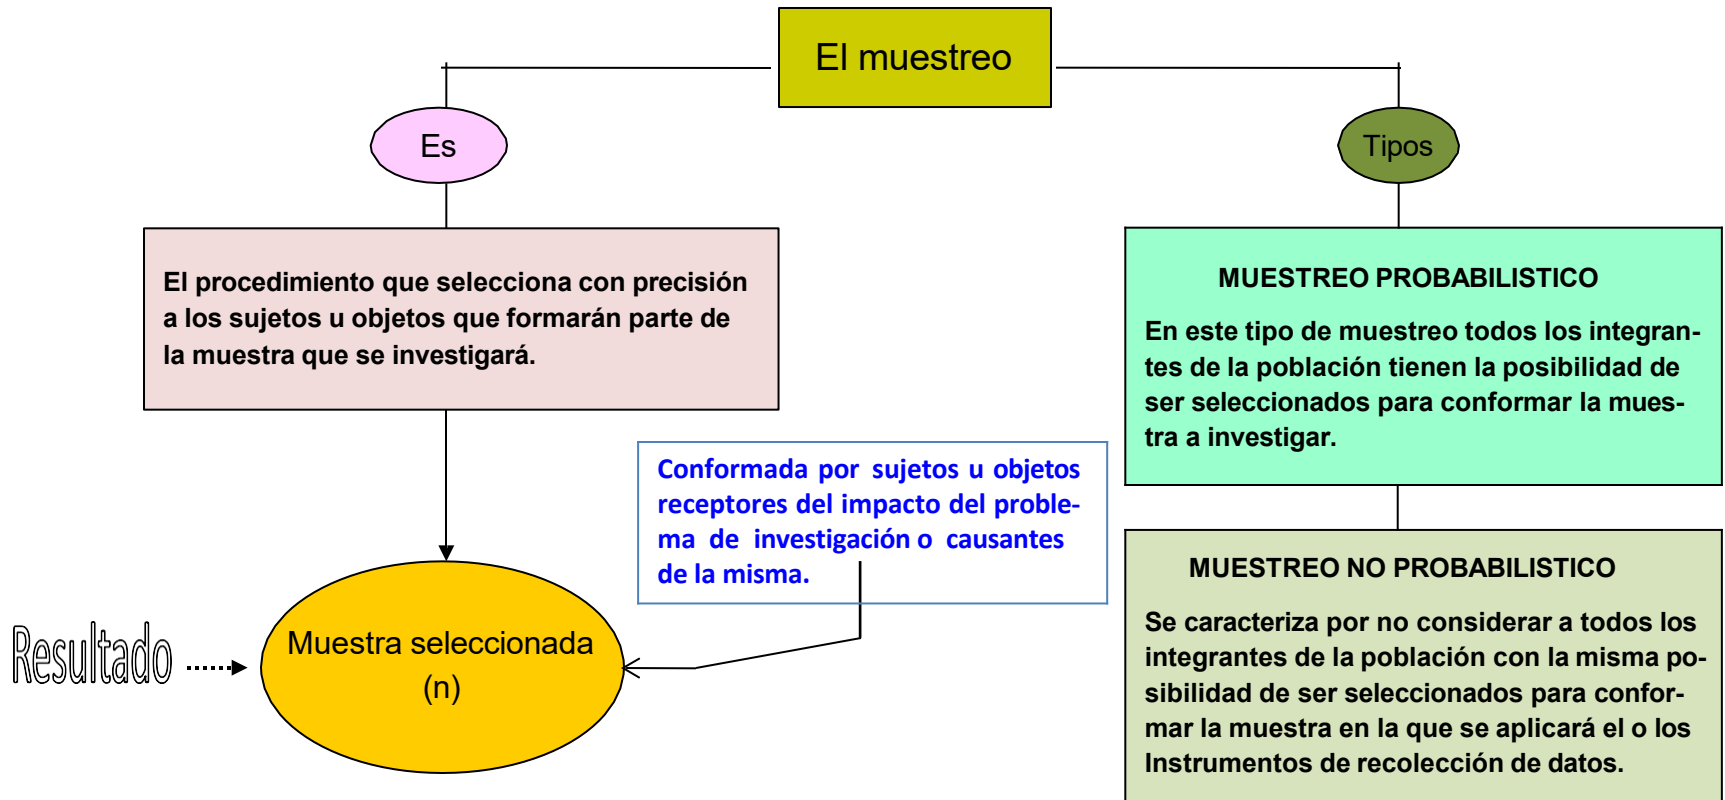 El muestreo
Es
Tipos
El procedimiento que selecciona con precisión
a los sujetos u objetos que formarán parte de
la muestra que se investigará.
MUESTREO PROBABILISTICO
En este tipo de muestreo todos los integran-
tes de la población tienen la posibilidad de
ser seleccionados para conformar la mues-
tra a investigar.
Conformada por sujetos u objetos
receptores del impacto del proble-
ma de investigación o causantes
de la misma.
MUESTREO NO PROBABILISTICO
Se caracteriza por no considerar a todos los
integrantes de la población con la misma po-
sibilidad de ser seleccionados para confor-
mar la muestra en la que se aplicará el o los
Instrumentos de recolección de datos.
Resultado
Muestra seleccionada
(n)